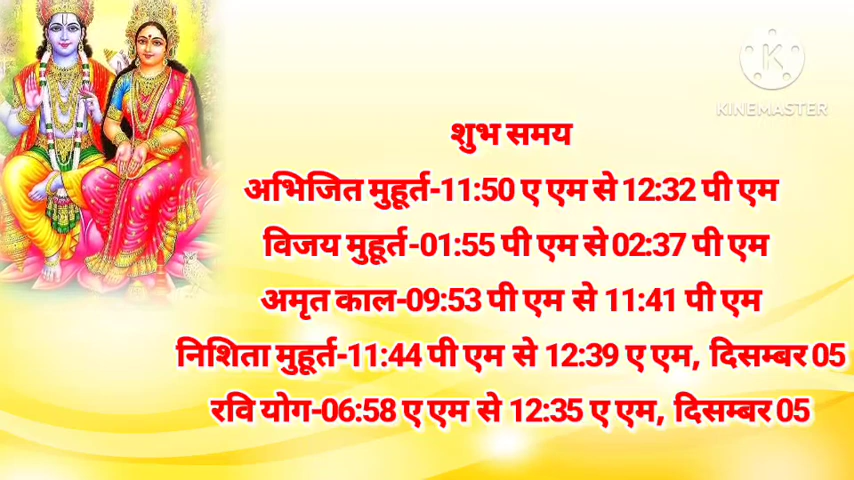 KINEMASTER
शुभ समय
अभिजित मुहूर्त-11:50 ए एम से 12:32 पी एम
विजय मुहूर्त-01:55 पी एम से 02:37 पी एम
अमृत काल-09:53 पी एम से 11:41 पी एम
निशिता मुहूर्त-11:44 पी एम से 12:39 ए एम, दिसम्बर 05
रवि योग-06:58 ए एम से 12:35 ए एम, दिसम्बर 05